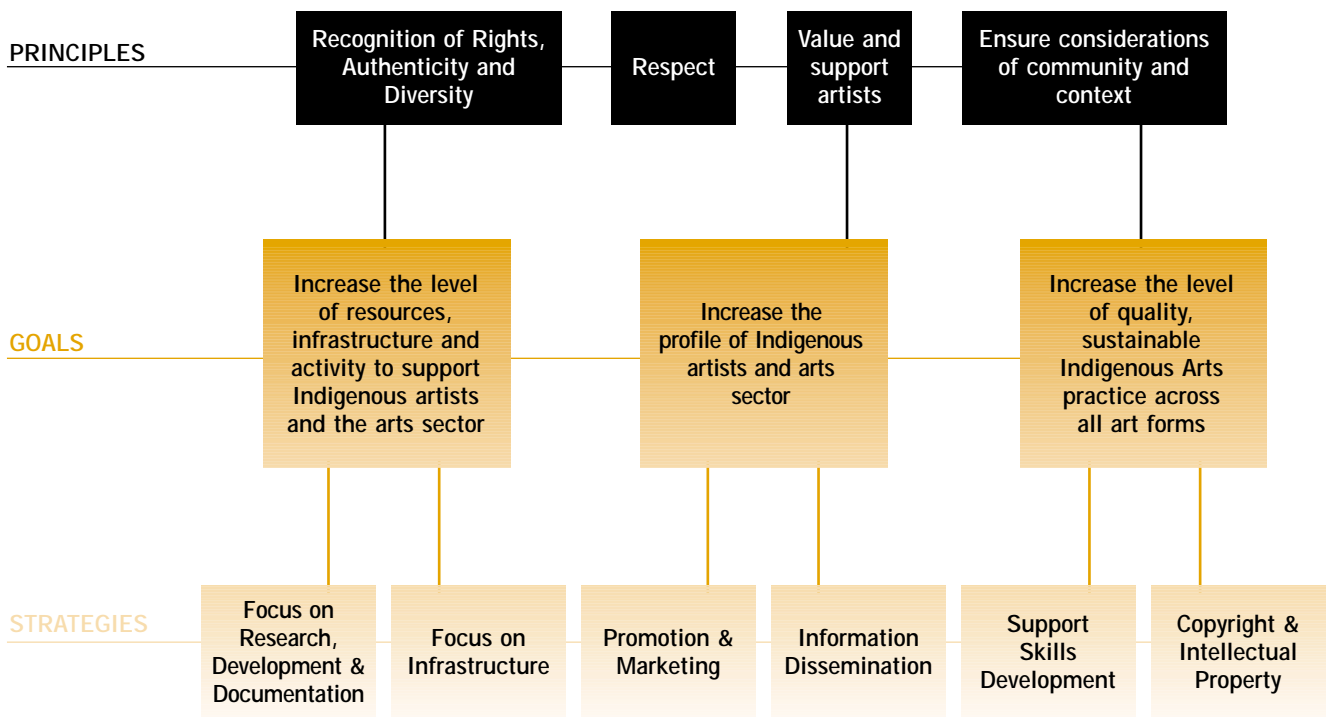 PRINCIPLES
Recognition of Rights,
Authenticity and
Diversity
Respect
Value and
support
artists
Ensure considerations
of community and
context
GOALS
Increase the level
of resources,
infrastructure and
activity to support
Indigenous artists
and the arts sector
Increase the
profile of Indigenous
artists and arts
sector
Increase the level
of quality,
sustainable
Indigenous Arts
practice across
all art forms
STRATEGIES
Focus on
Research,
Development &
Documentation
Focus on
Infrastructure
Promotion &
Marketing
Information
Dissemination
Support
Skills
Development
Copyright &
Intellectual
Property